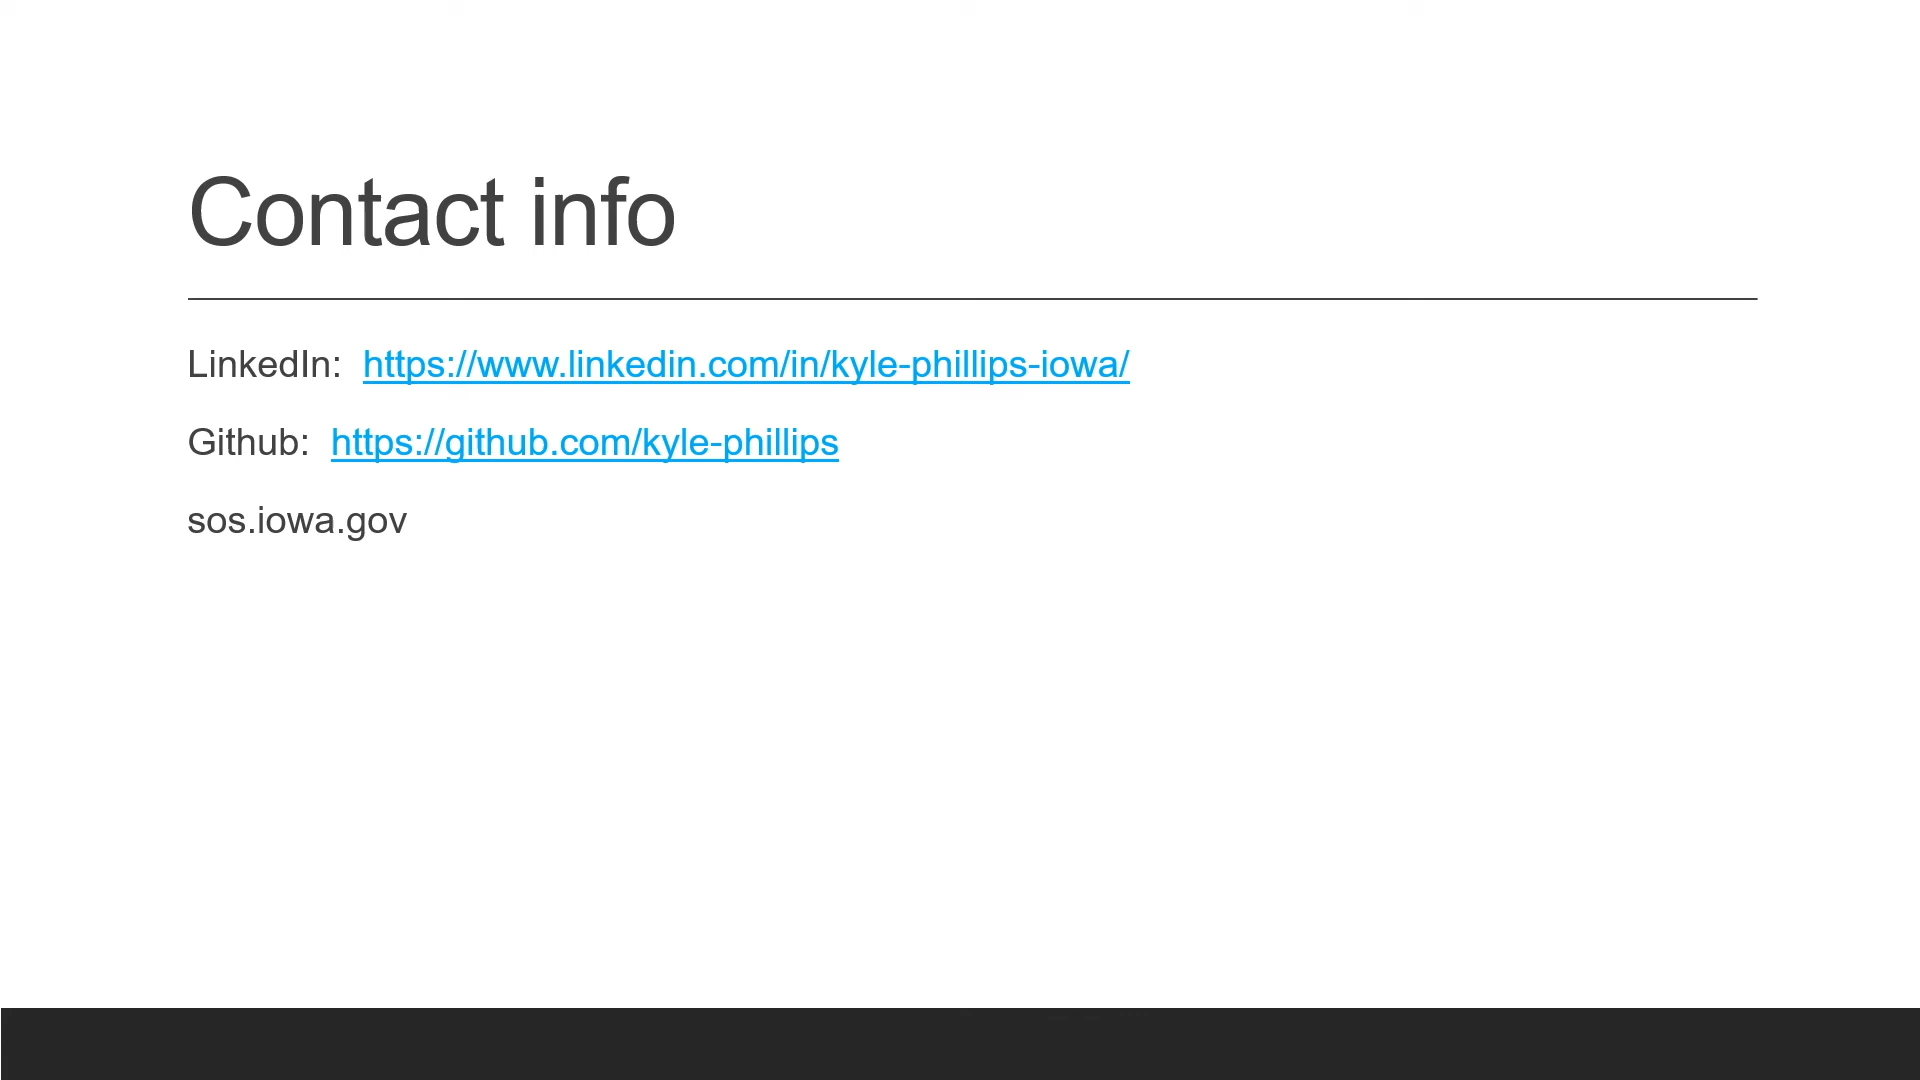 Contact info
LinkedIn: https://www.linkedin.com/in/kyle-phillips-iowa/
Github: https://github.com/kyle-phillips
sos.iowa.gov